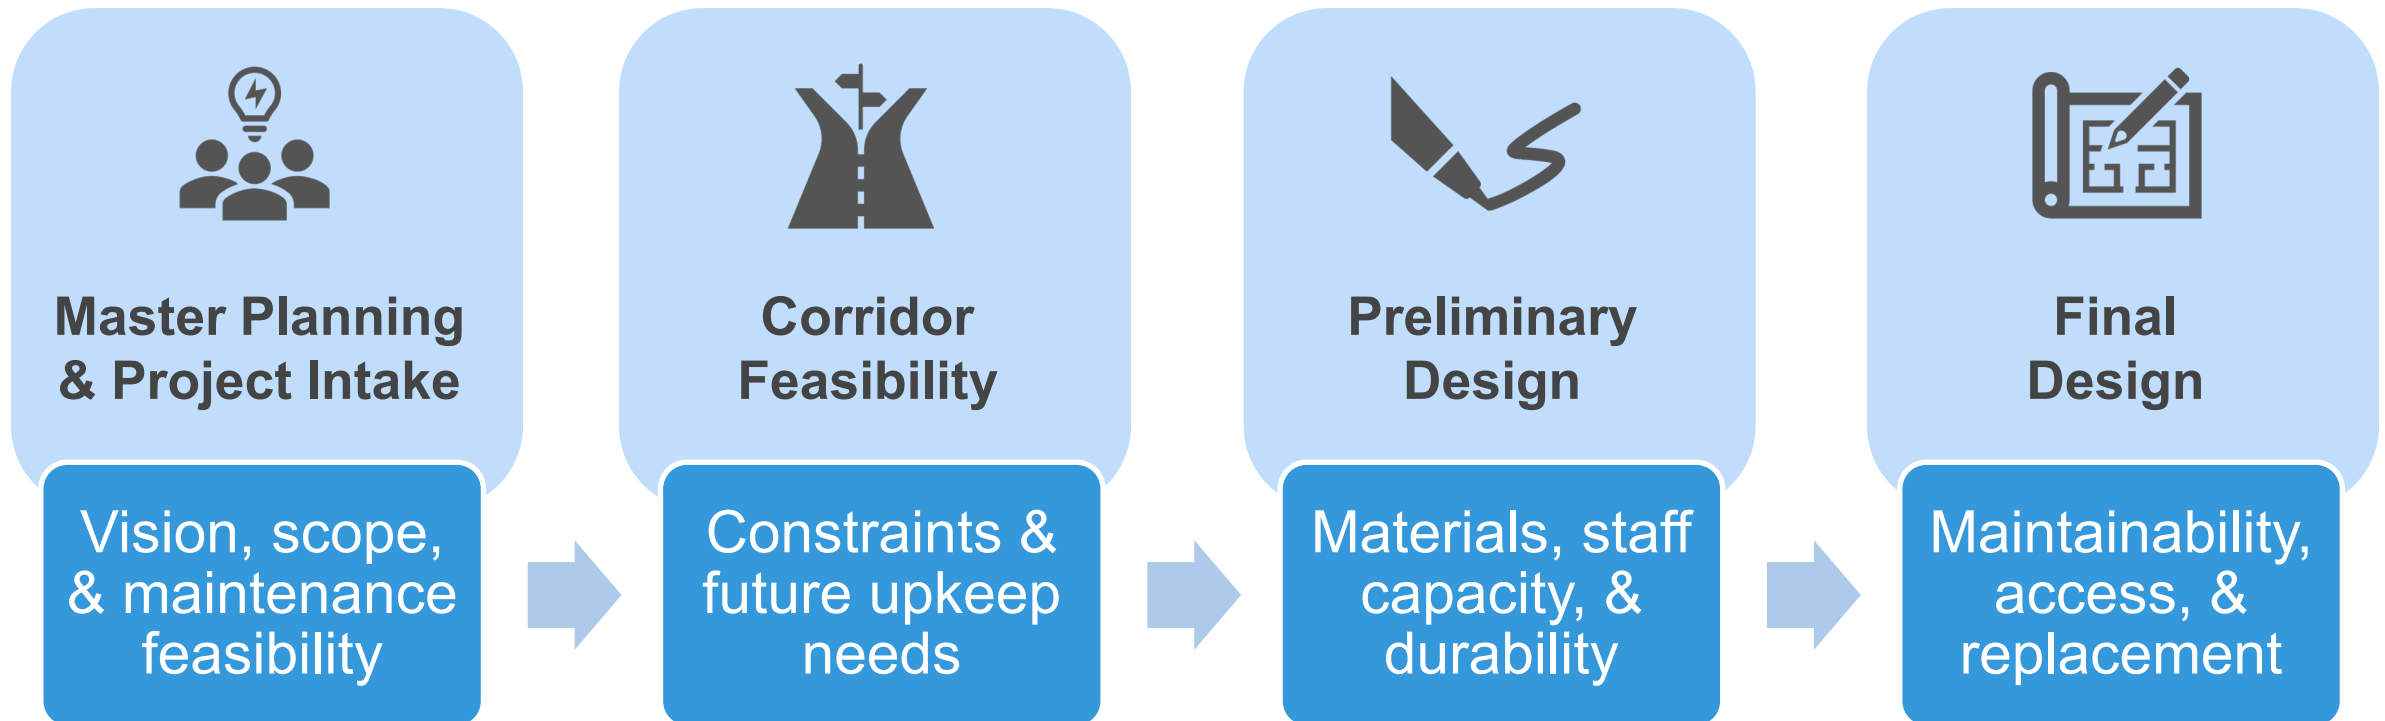 Master Planning
& Project Intake
Vision, scope,
& maintenance
feasibility
Corridor
Feasibility
Constraints &
future upkeep
needs
Preliminary
Design
Materials, staff
capacity, &
durability
Final
Design
Maintainability,
access, &
replacement